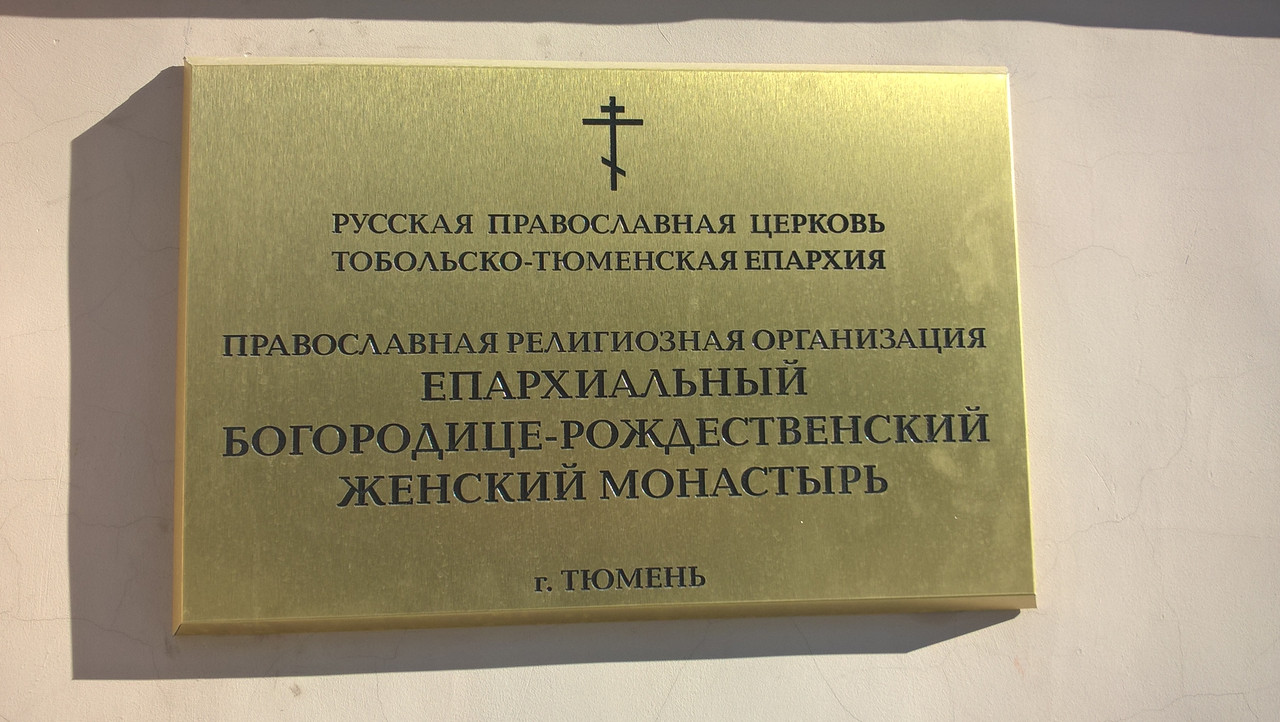 РУССКАЯ ПРАВОСЛАВНАЯ ЦЕРКОВЬ
ТОБОЛЬСКО-ТЮМЕНСКАЯ ЕПАРХИЯ
ПРАВОСЛАВНАЯ РЕЛИГИОЗНАЯ ОРГАНИЗАЦИЯ
ЕПАРХИАЛЬНЫЙ
БОГОРОДИЦЕ-РОЖДЕСТВЕНСКИЙ
ЖЕНСКИЙ МОНАСТЫРЬ
г. ТЮМЕНЬ